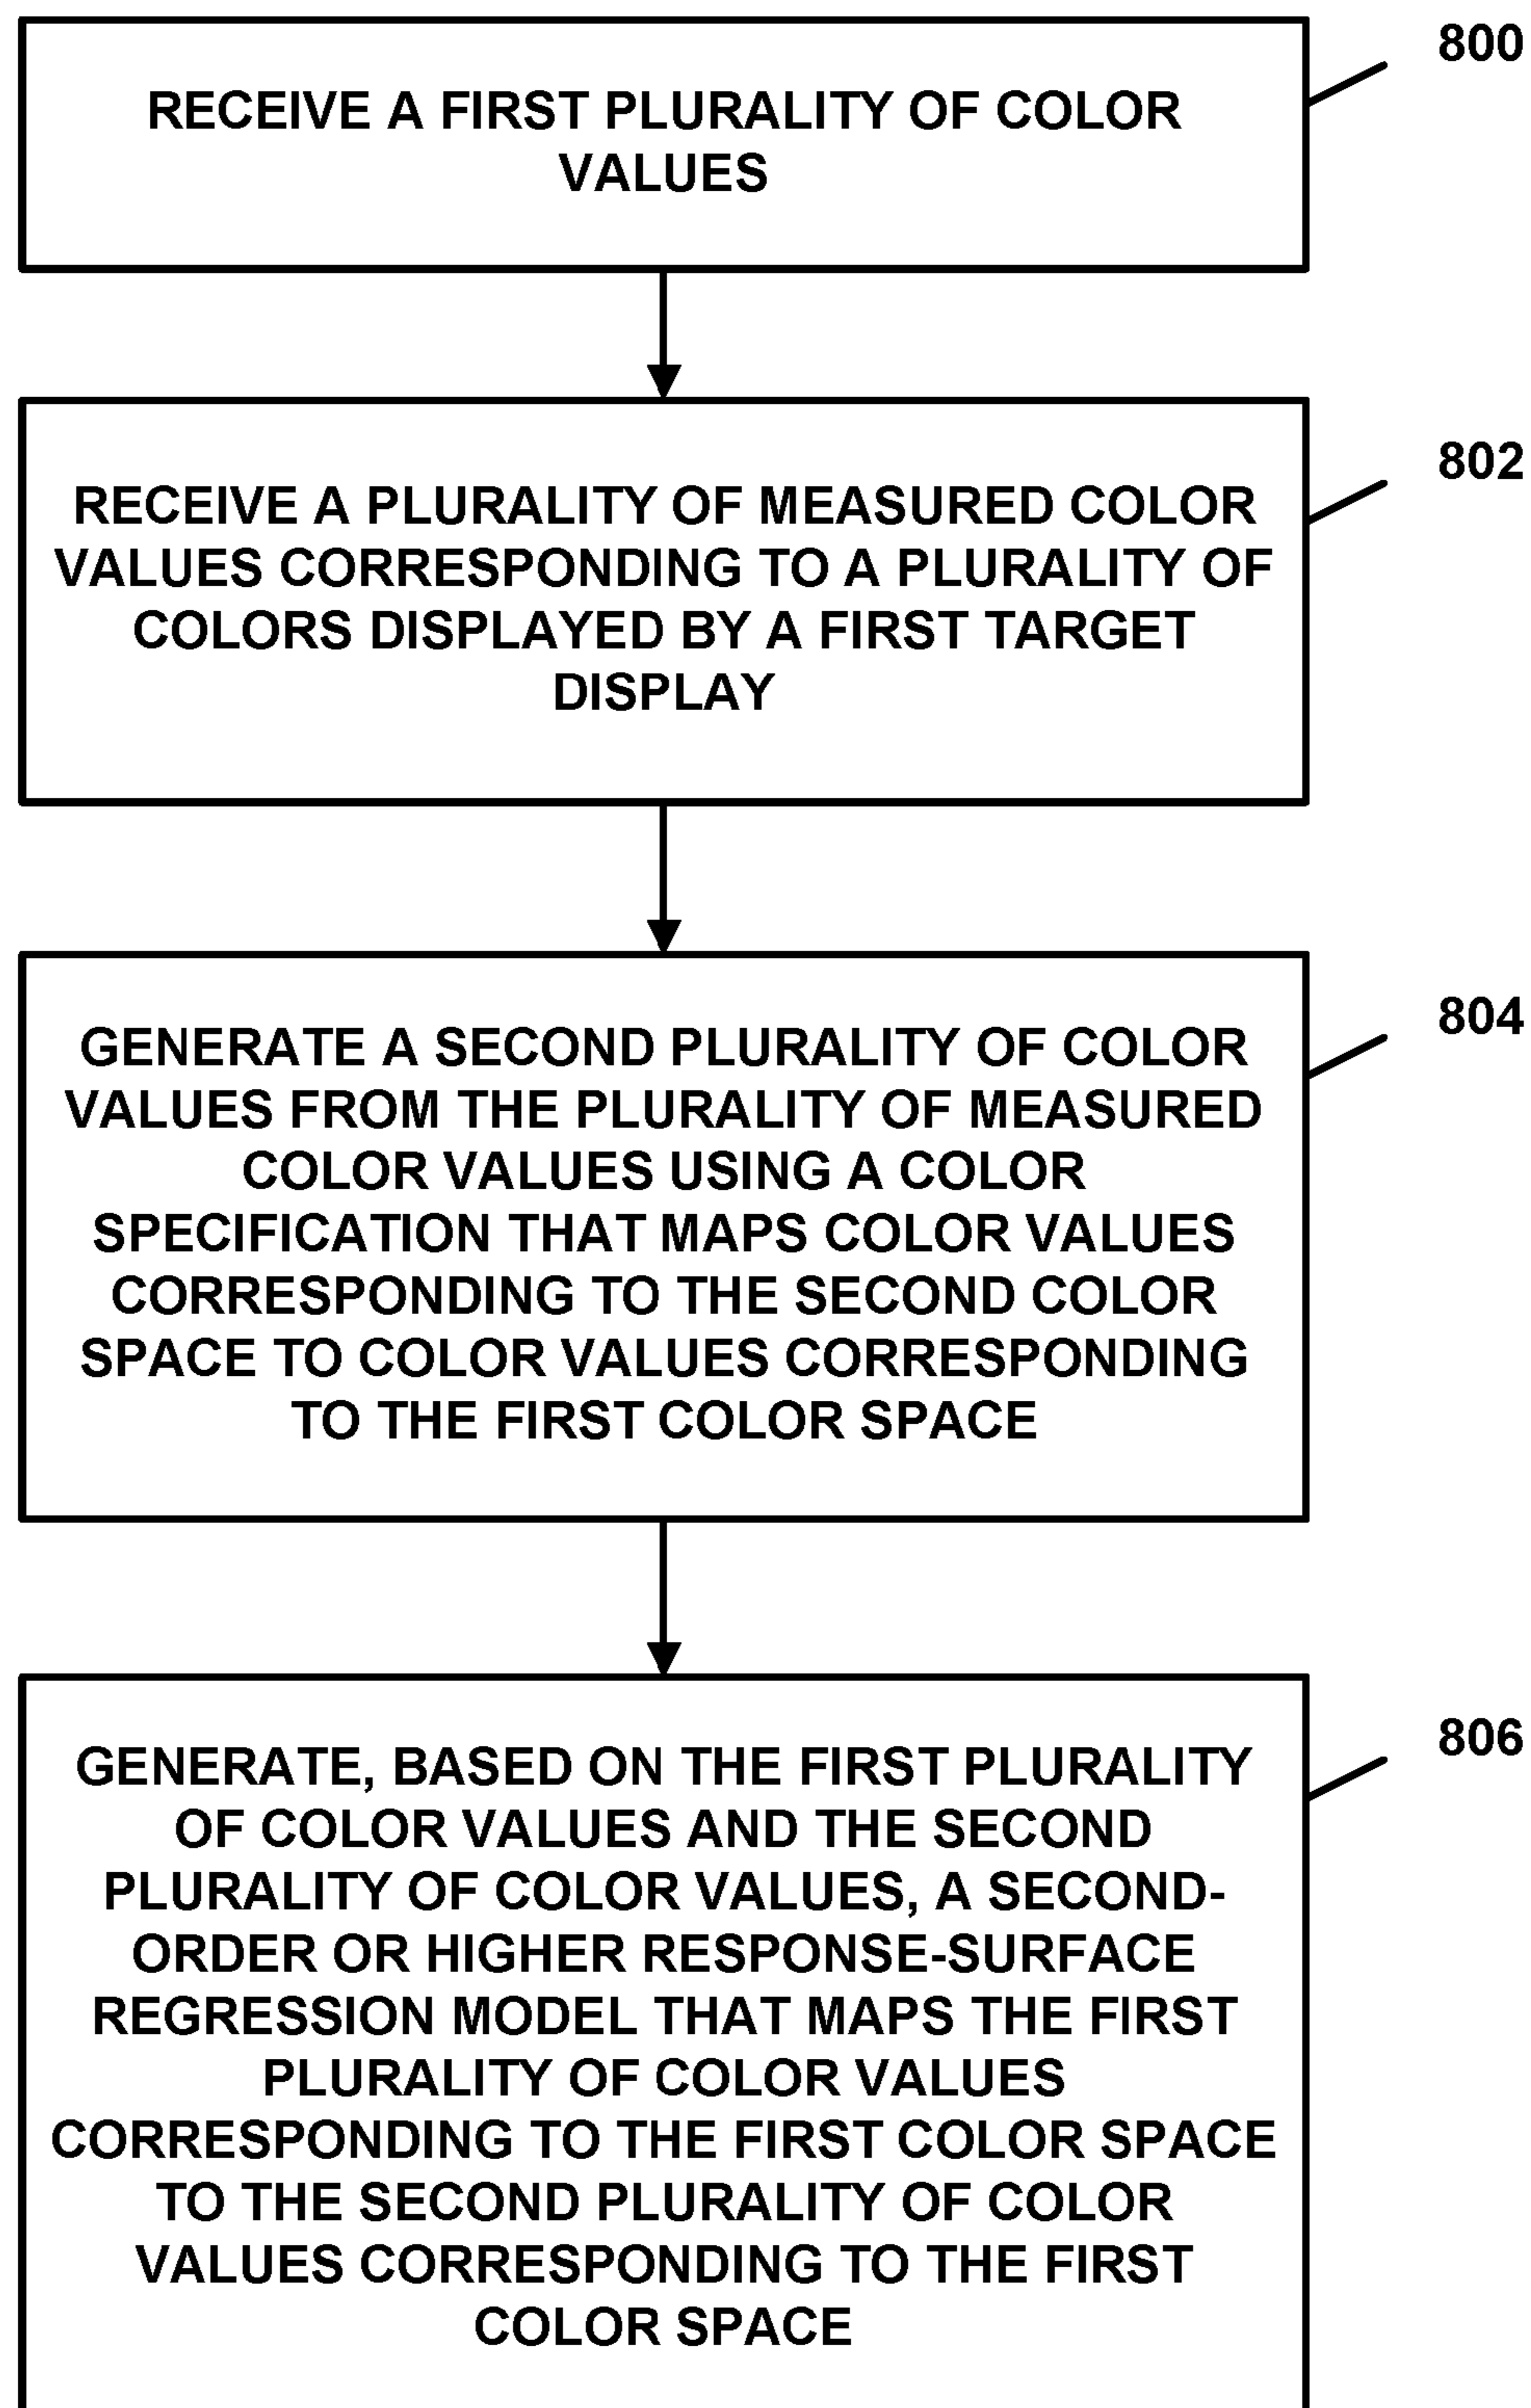 800
RECEIVE A FIRST PLURALITY OF COLOR
VALUES
802
RECEIVE A PLURALITY OF MEASURED COLOR
VALUES CORRESPONDING TO A PLURALITY OF
COLORS DISPLAYED BY A FIRST TARGET
DISPLAY
804
GENERATE A SECOND PLURALITY OF COLOR
VALUES FROM THE PLURALITY OF MEASURED
COLOR VALUES USING A COLOR
SPECIFICATION THAT MAPS COLOR VALUES
CORRESPONDING TO THE SECOND COLOR
SPACE TO COLOR VALUES CORRESPONDING
TO THE FIRST COLOR SPACE
806
GENERATE, BASED ON THE FIRST PLURALITY
OF COLOR VALUES AND THE SECOND
PLURALITY OF COLOR VALUES, A SECOND-
ORDER OR HIGHER RESPONSE-SURFACE
REGRESSION MODEL THAT MAPS THE FIRST
PLURALITY OF COLOR VALUES
CORRESPONDING TO THE FIRST COLOR SPACE
TO THE SECOND PLURALITY OF COLOR
VALUES CORRESPONDING TO THE FIRST
COLOR SPACE